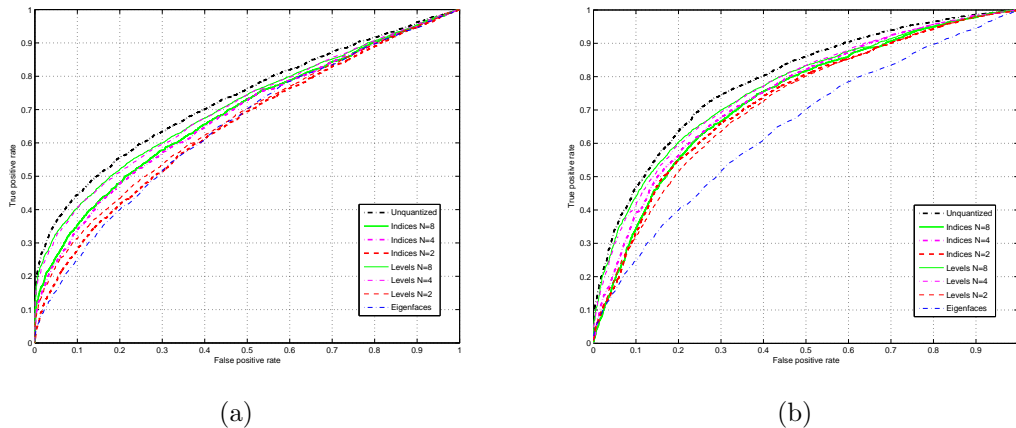 1
0.9
0.8
0.7
0.6
0.5
0.4
0.3
0.2
0.1
0
True positive rate
0 0.1 0.2 0.3 0.4 0.5 0.6 0.7 0.8 0.9 1
False positive rate
Unquantized
Indices N=8
Indices N=4
Indices N=2
Levels N=8
Levels N=4
Levels N=2
Eigenfaces
(a)
1
0.9
0.8
0.7
0.6
0.5
0.4
0.3
0.2
0.1
0
True positive rate
0 0.1 0.2 0.3 0.4 0.5 0.6 0.7 0.8 0.9 1
False positive rate
Unquantized
Indices N=8
Indices N=4
Indices N=2
Levels N=8
Levels N=4
Levels N=2
Eigenfaces
(b)